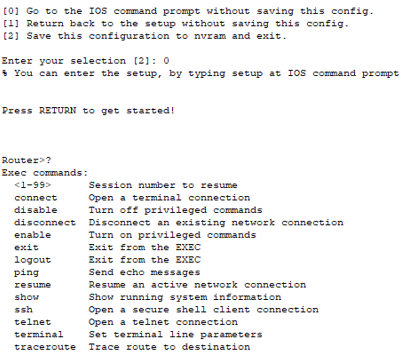 [0] Go to the IOS command prompt without saving this config.
[1] Return back to the setup without saving this config.
[2] Save this configuration to nvram and exit.
Enter your selection [2]: 0
% You can enter the setup, by typing setup at IOS command prompt
Press RETURN to get started!
Router>?
Exec commands:
<1-99> Session number to resume
connect Open a terminal connection
disable Turn off privileged commands
disconnect Disconnect an existing network connection
enable Turn on privileged commands
exit Exit from the EXEC
logout Exit from the EXEC
ping Send echo messages
resume Resume an active network connection
show Show running system information
ssh Open a secure shell client connection
telnet Open a telnet connection
terminal Set terminal line parameters
traceroute Trace route to destination